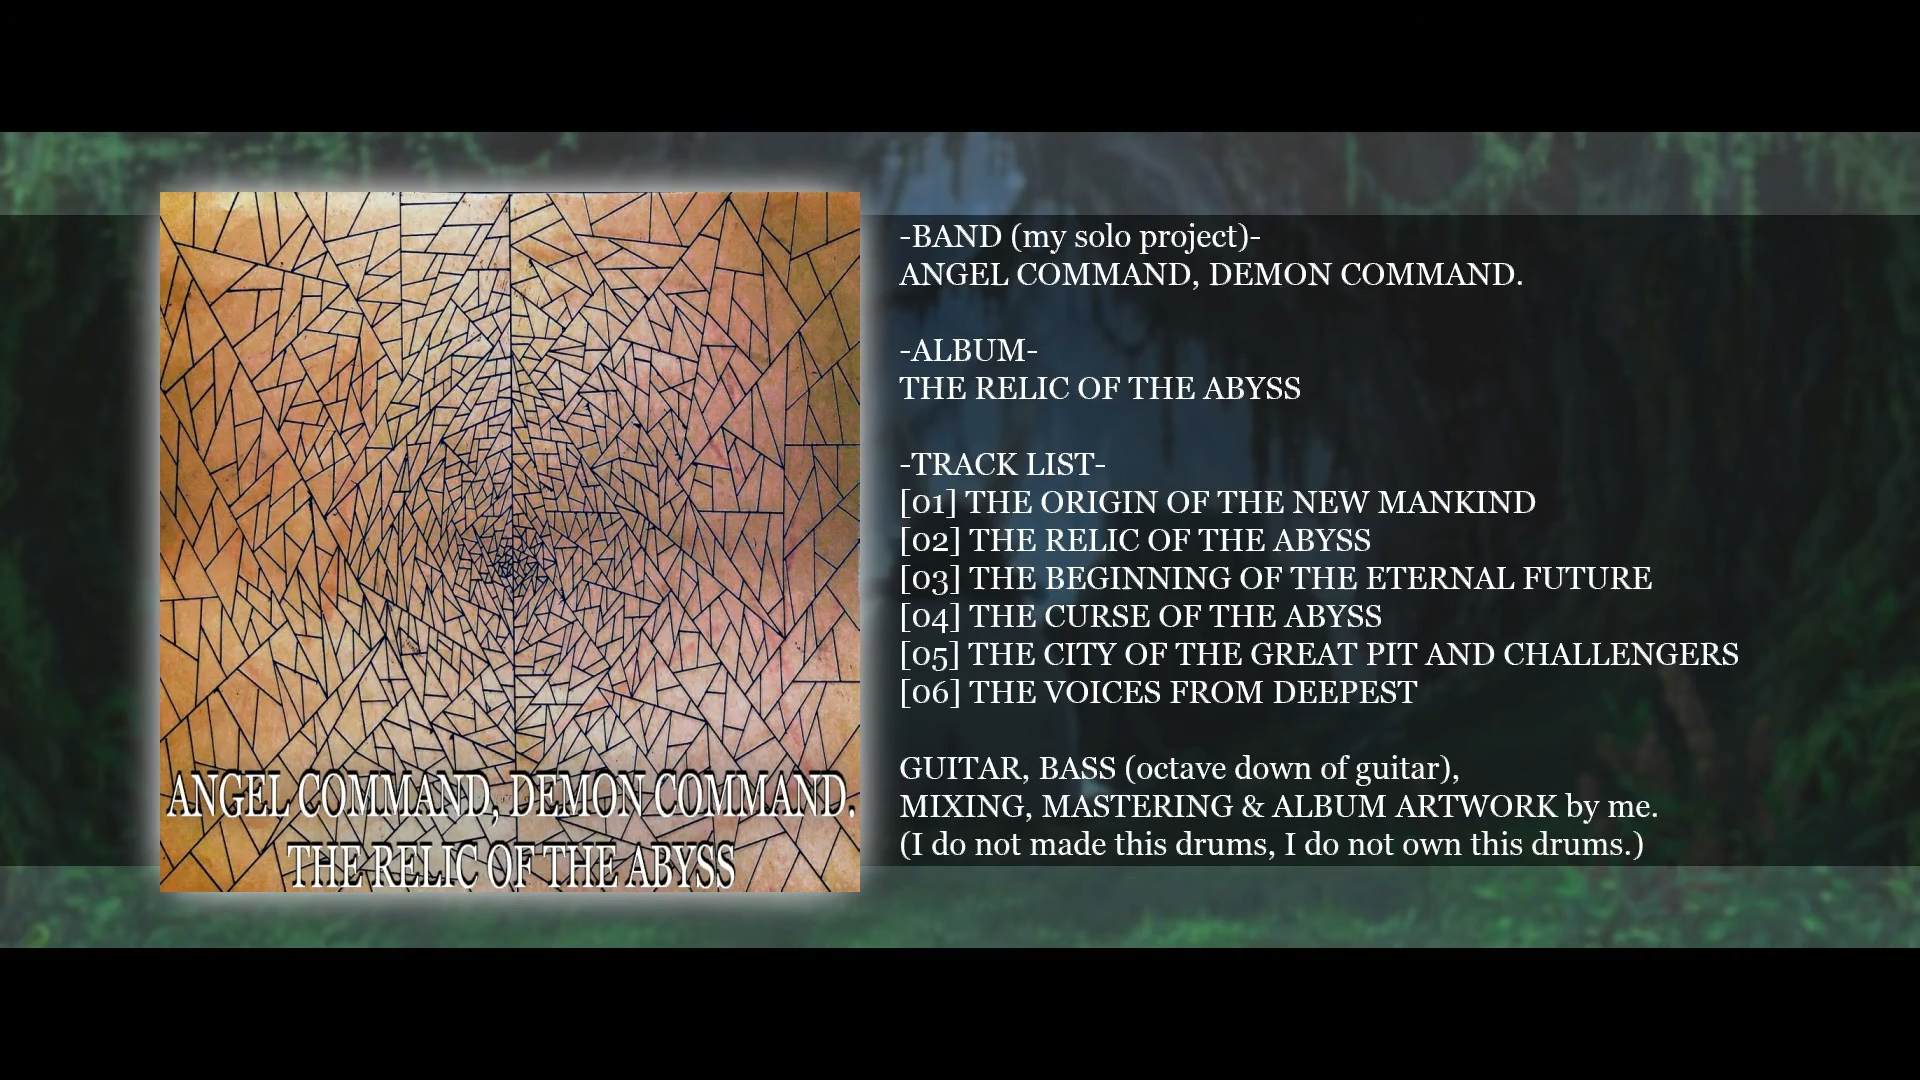 -BAND (my solo project)-
ANGEL COMMAND, DEMON COMMAND.
-ALBUM-
THE RELIC OF THE ABYSS
-TRACK LIST-
[01] THE ORIGIN OF THE NEW MANKIND
[02] THE RELIC OF THE ABYSS
[03] THE BEGINNING OF THE ETERNAL FUTURE
[04] THE CURSE OF THE ABYSS
[05] THE CITY OF THE GREAT PIT AND CHALLENGERS
[06] THE VOICES FROM DEEPEST
GUITAR, BASS (octave down of guitar),
MIXING, MASTERING & ALBUM ARTWORK by me.
(I do not made this drums, I do not own this drums.)
ANGEL COMMAND, DEMON COMMAND.
THE RELIC OF THE ABYSS